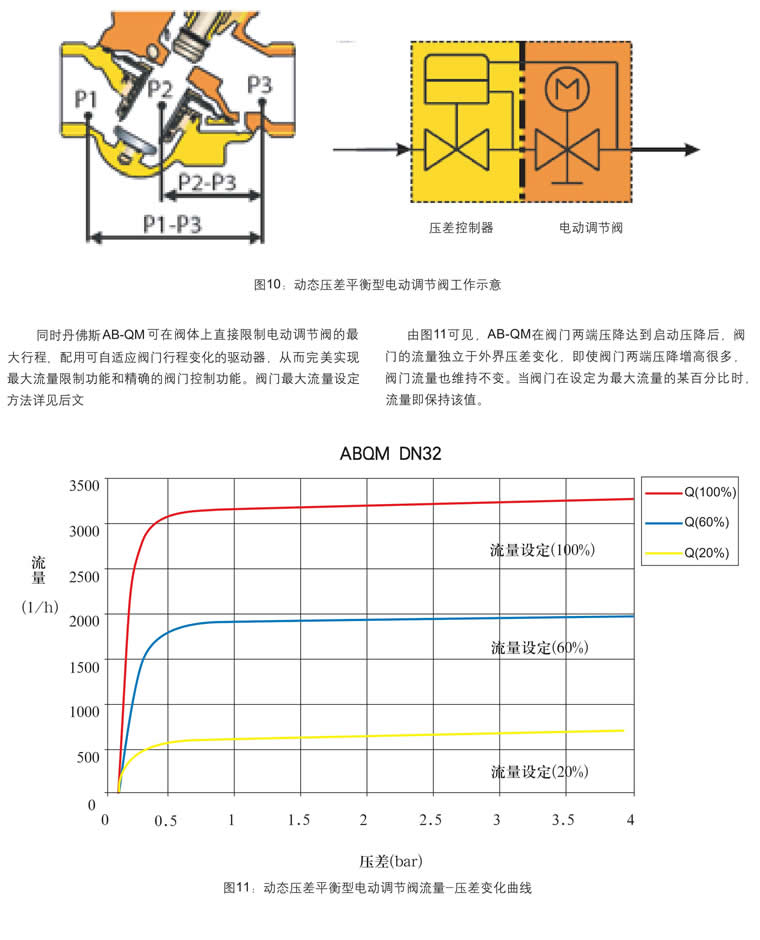 P1
P2
P3
P2-P3
P1-P3
M
压差控制器
电动调节阀
图10：动态压差平衡型电动调节阀工作示意
同时丹佛斯AB-QM可在阀体上直接限制电动调节阀的最
大行程，配用可自适应阀门行程变化的驱动器，从而完美实现
最大流量限制功能和精确的阀门控制功能。阀门最大流量设定
方法详见后文
由图11可见，AB-QM在阀门两端压降达到启动压降后，阀
门的流量独立于外界压差变化，即使阀门两端压降增高很多，
阀门流量也维持不变。当阀门在设定为最大流量的某百分比时，
流量即保持该值。
ABQM DN32
3500
3000
2500
2000
1500
1000
500
0
流量
(1/h)
流量设定(100%)
流量设定(60%)
流量设定(20%)
Q(100%)
Q(60%)
Q(20%)
0 0.5 1 1.5 2 2.5 3 3.5 4
压差(bar)
图11：动态压差平衡型电动调节阀流量-压差变化曲线